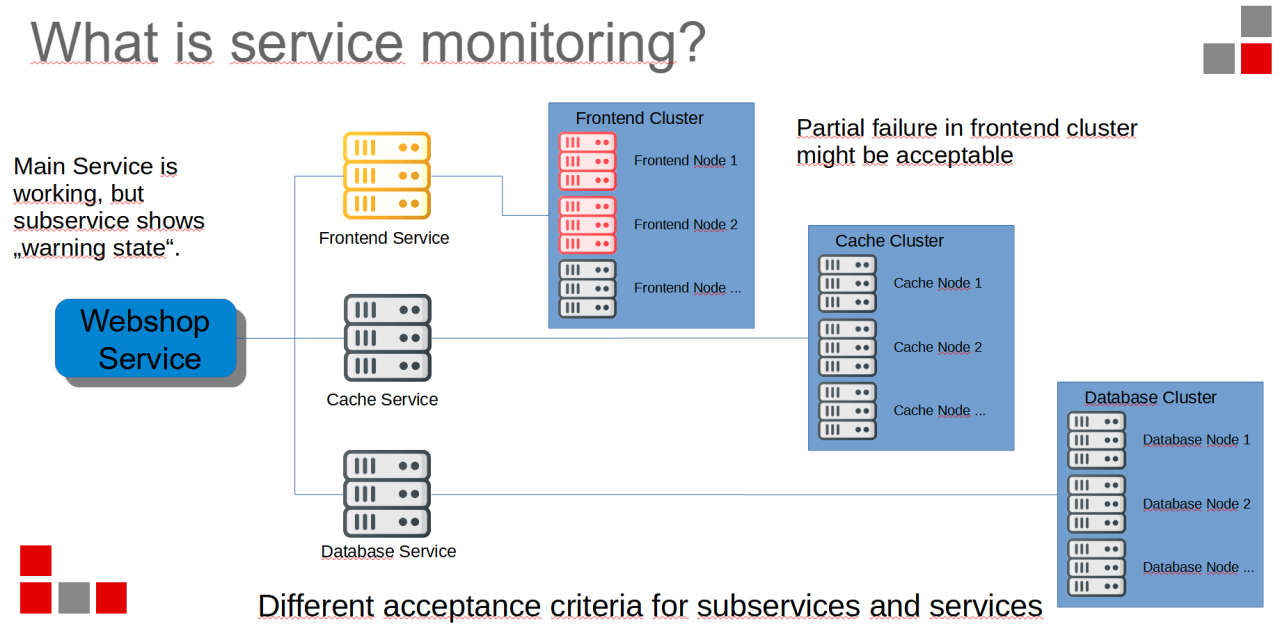 What is service monitoring?
Main Service is
working, but
subservice shows
„warning state“.
Webshop
Service
Frontend Service
Cache Service
Database Service
Frontend Cluster
Frontend Node 1
Frontend Node 2
Frontend Node ...
Partial failure in frontend cluster
might be acceptable
Cache Cluster
Cache Node 1
Cache Node 2
Cache Node ...
Database Cluster
Database Node 1
Database Node 2
Database Node ...
Different acceptance criteria for subservices and services